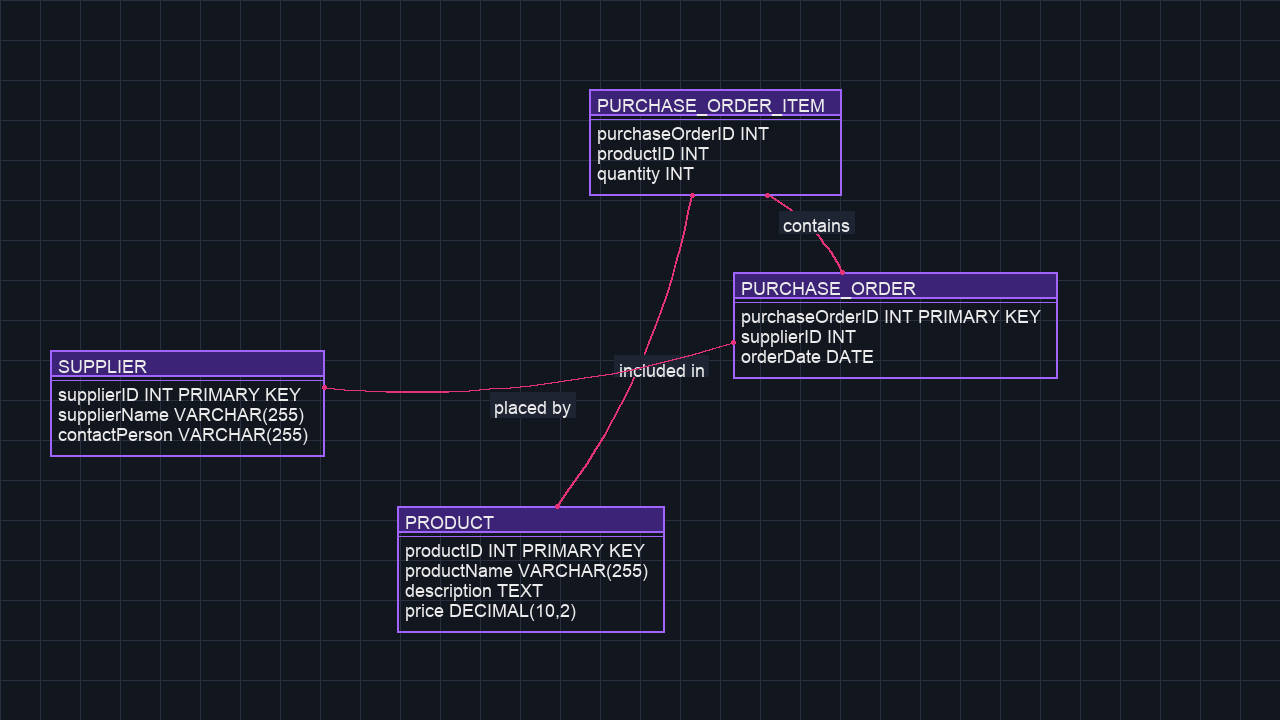 PURCHASE_ORDER_ITEM
purchaseOrderID INT
productID INT
quantity INT
contains
PURCHASE_ORDER
purchaseOrderID INT PRIMARY KEY
supplierID INT
orderDate DATE
SUPPLIER
supplierID INT PRIMARY KEY
supplierName VARCHAR(255)
contactPerson VARCHAR(255)
included in
placed by
PRODUCT
productID INT PRIMARY KEY
productName VARCHAR(255)
description TEXT
price DECIMAL(10,2)